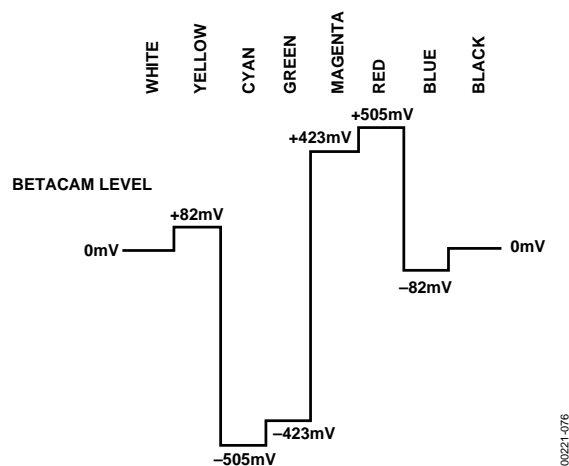 WHITE
YELLOW
CYAN
GREEN
MAGENTA
RED
BLUE
BLACK
+505mV
+423mV
BETACAM LEVEL
+82mV
0mV
0mV
–82mV
–423mV
–505mV
00221-076